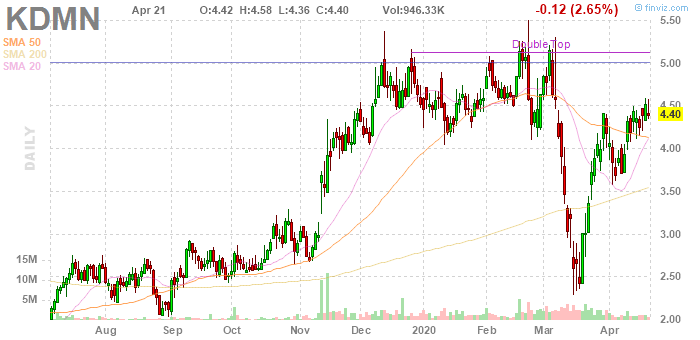 KDMN Apr 21 O:4.42 H:4.58 L:4.36 C:4.40 Vol:946.33K -0.12 (2.65%) © finviz.com
SMA 50
SMA 200
SMA 20
Double Top
DAILY
5.50
5.00
4.50
4.40
4.00
3.50
3.00
2.50
2.00
15M
10M
5M
Aug Sep Oct Nov Dec 2020 Feb Mar Apr